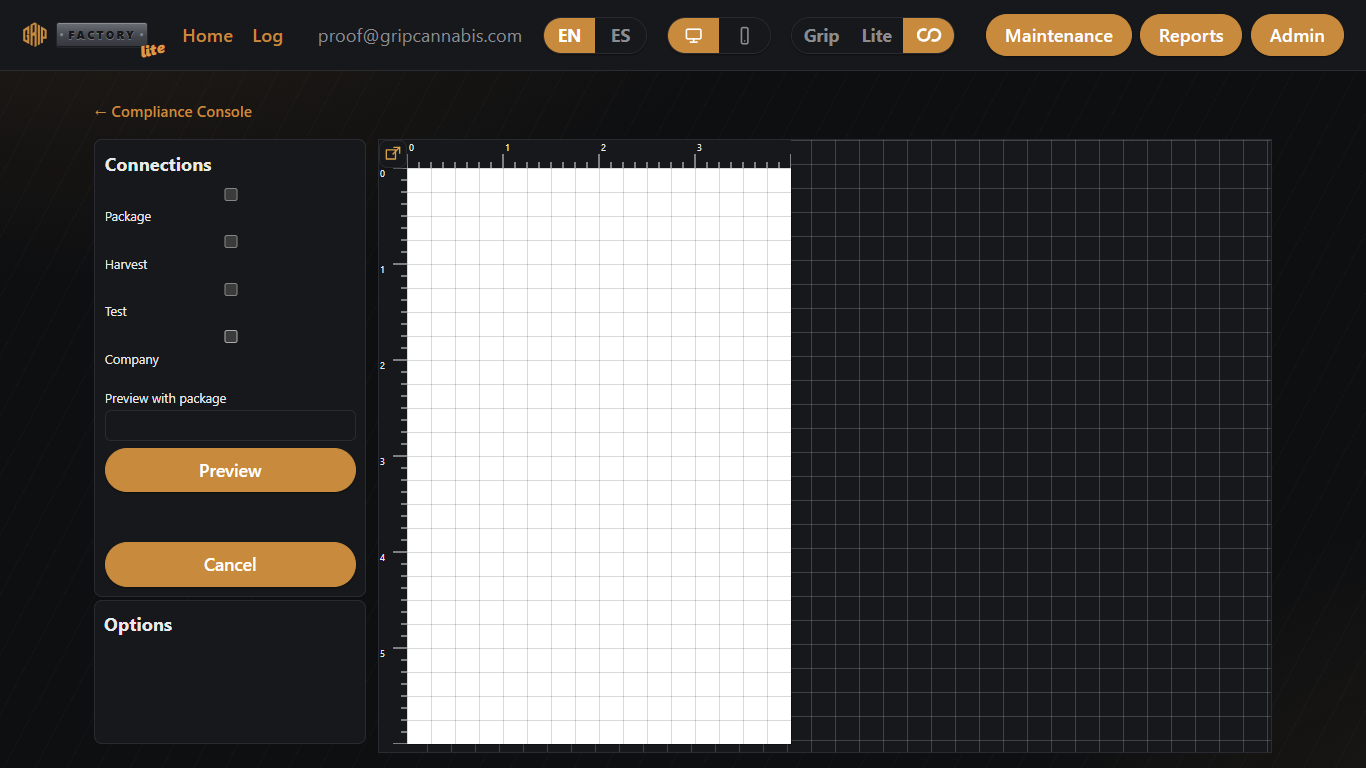 GRIP FACTORY lite Home Log proof@gripcannabis.com EN ES Grip Lite Maintenance Reports Admin
← Compliance Console
Connections
Package
Harvest
Test
Company
Preview with package
Preview
Cancel
Options
0 1 2 3
0
1
2
3
4
5